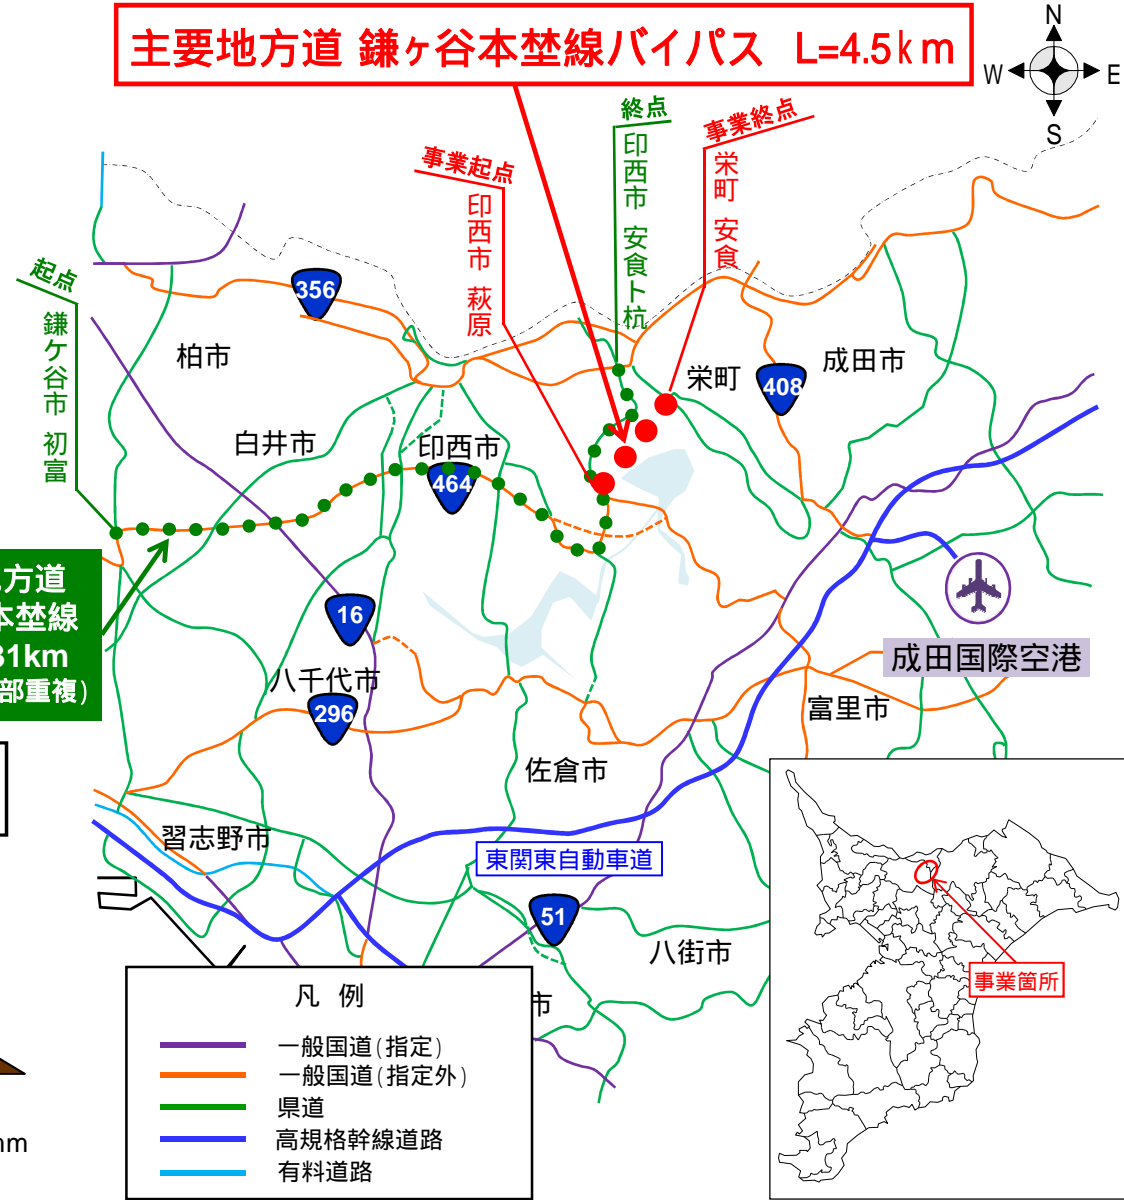 主要地方道 鎌ヶ谷本埜線バイパス L=4.5km
N
W
E
S
終点
印西市 安食ト杭
事業終点
栄町 安食
事業起点
印西市 萩原
起点
鎌ケ谷市 初富
356
柏市
栄町
408
成田市
白井市
印西市
464
方道
本埜線
31km
部重複)
16
八千代市
296
成田国際空港
富里市
佐倉市
習志野市
東関東自動車道
51
八街市
市
事業箇所
凡 例
一般国道(指定)
一般国道(指定外)
県道
高規格幹線道路
有料道路